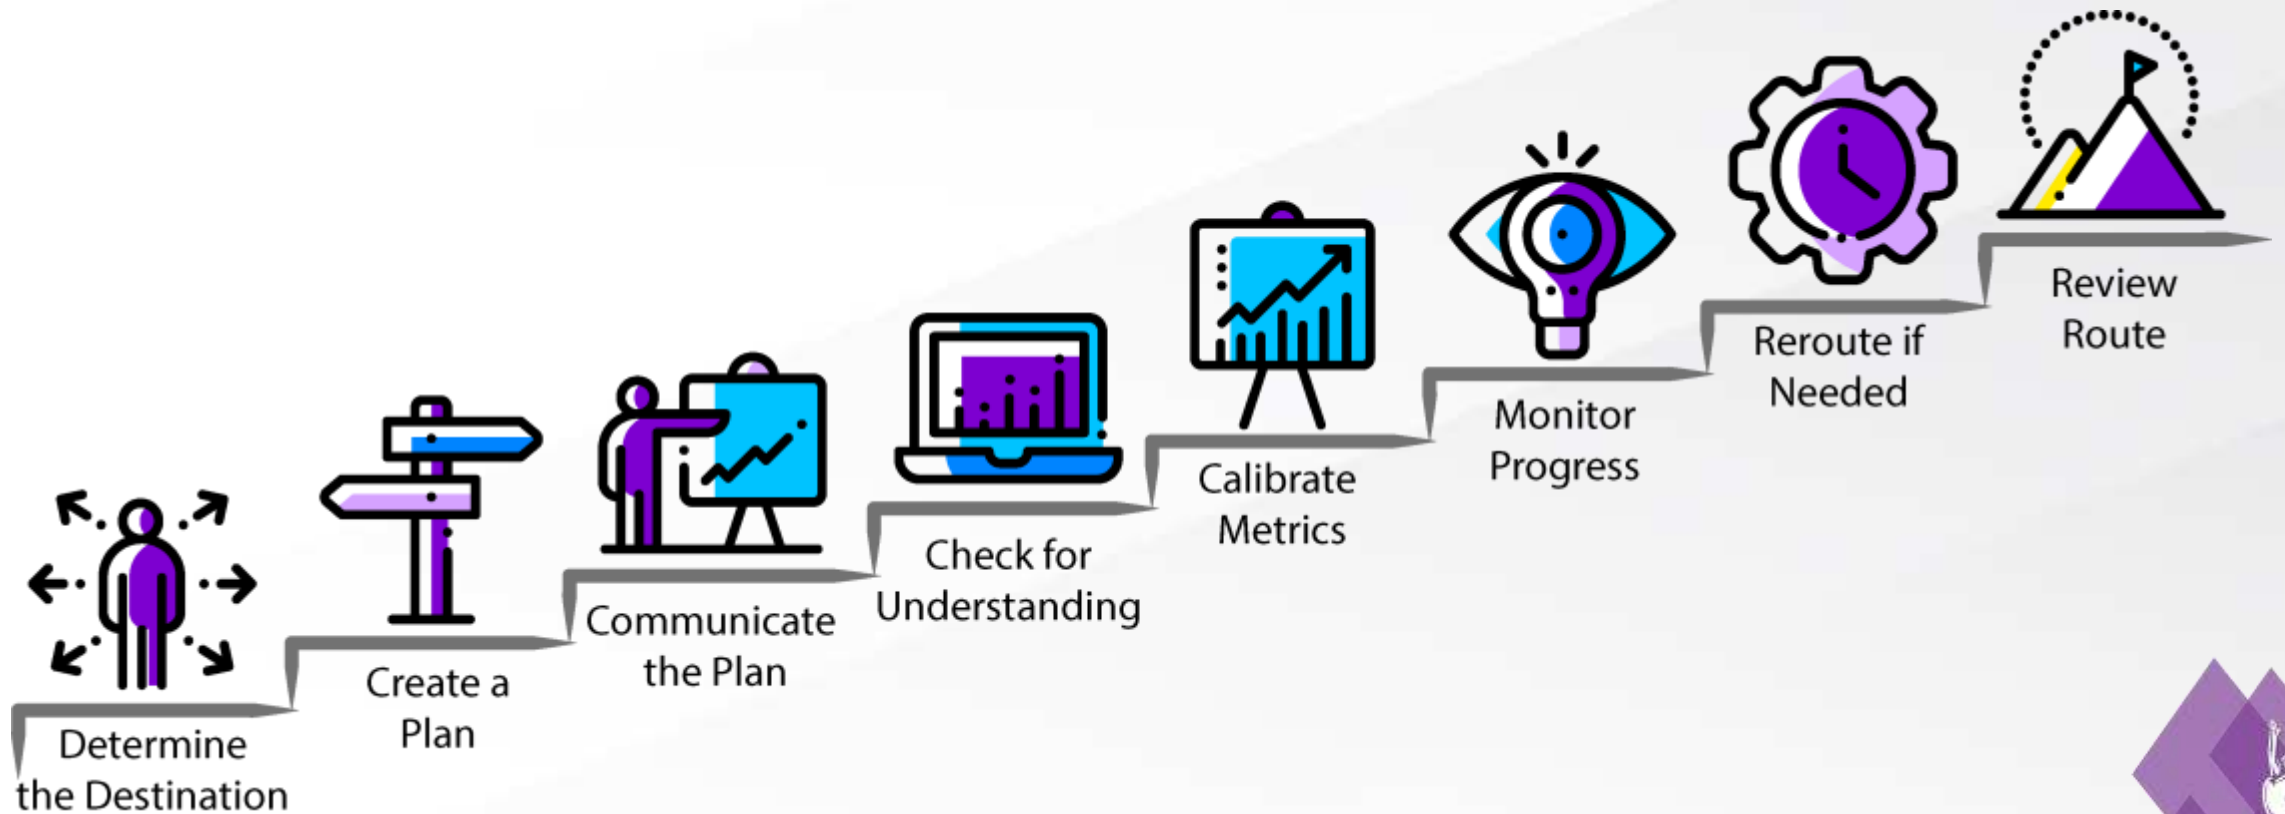 Determine
the Destination
Create a
Plan
Communicate
the Plan
Check for
Understanding
Calibrate
Metrics
Monitor
Progress
Reroute if
Needed
Review
Route